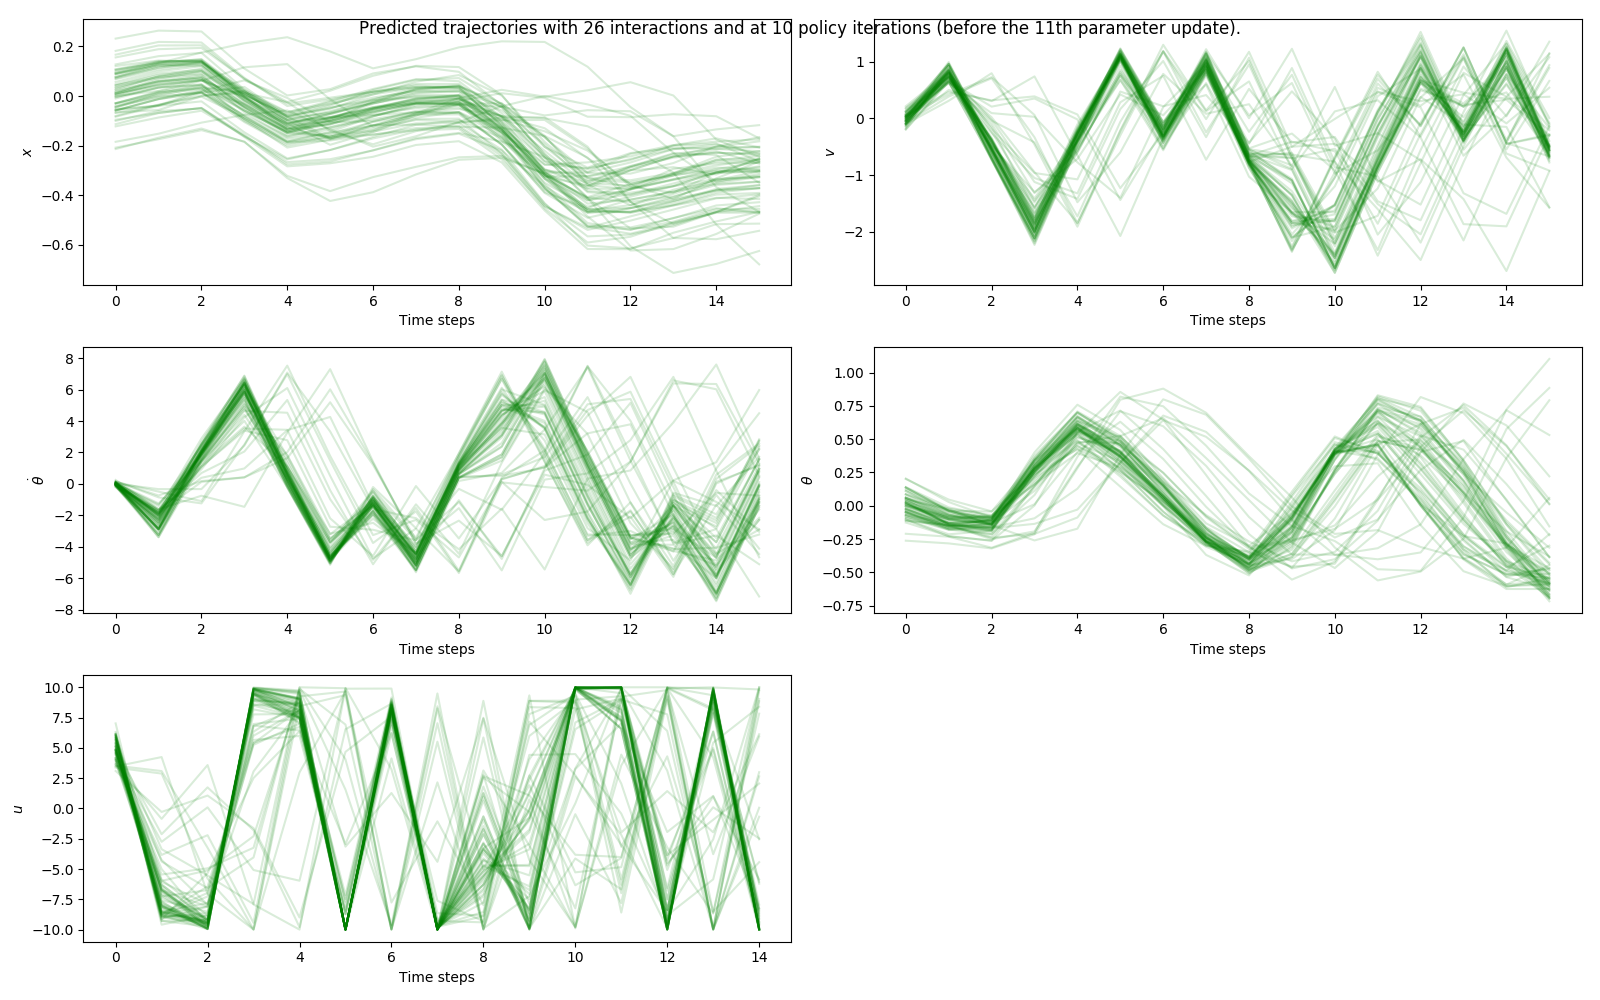 Predicted trajectories with 26 interactions and at 10 policy iterations (before the 11th parameter update).
0.2
0.0
−0.2
−0.4
−0.6
x
0 2 4 6 8 10 12 14
Time steps
1
0
−1
−2
v
0 2 4 6 8 10 12 14
Time steps
8
6
4
2
0
−2
−4
−6
−8
θ̇
0 2 4 6 8 10 12 14
Time steps
1.00
0.75
0.50
0.25
0.00
−0.25
−0.50
−0.75
θ
0 2 4 6 8 10 12 14
Time steps
10.0
7.5
5.0
2.5
0.0
−2.5
−5.0
−7.5
−10.0
u
0 2 4 6 8 10 12 14
Time steps